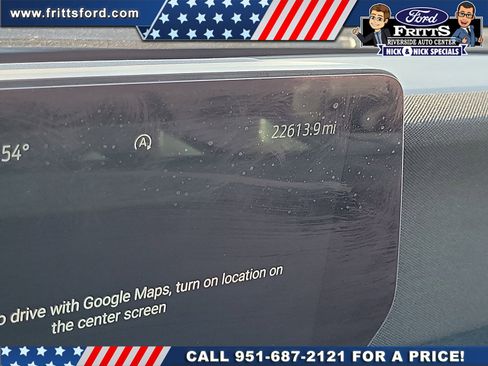 www.frittsford.com
Ford
FRITTS
RIVERSIDE AUTO CENTER
NICK & NICK SPECIALS
54°
A
22613.9 mi
drive with Google Maps, turn on location on
the center screen
CALL 951-687-2121 FOR A PRICE!